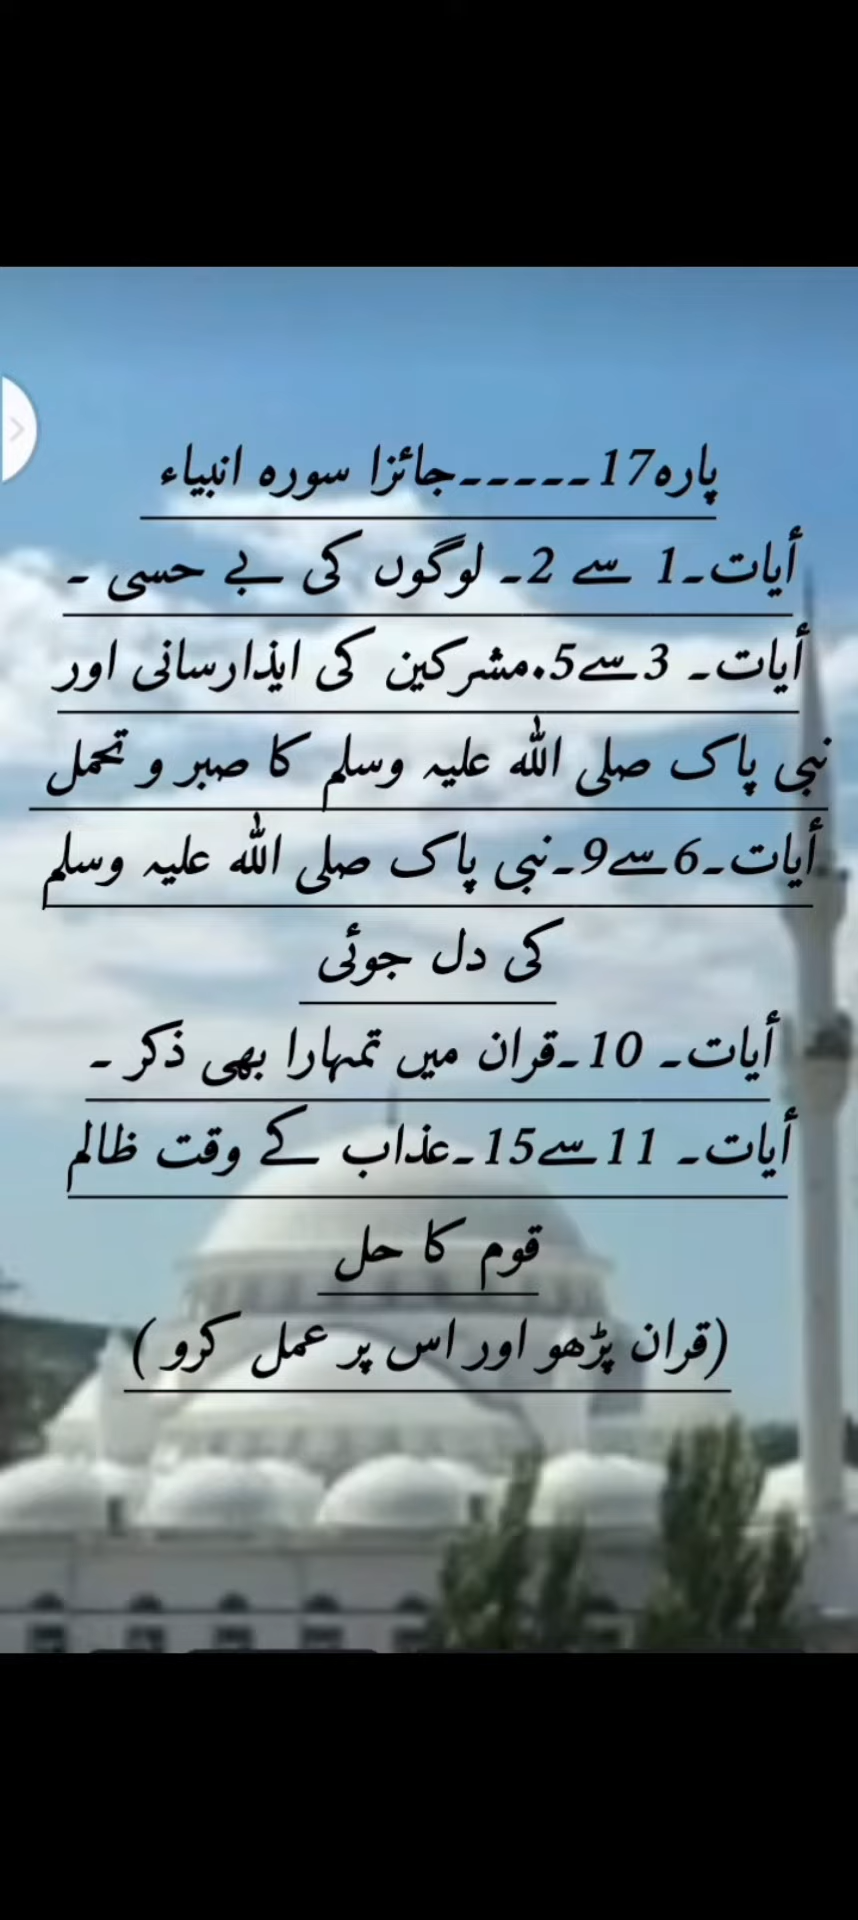 پارہ17۔۔۔۔۔جائزا سورہ انبیاء
أیات۔1 سے 2۔ لوگوں کی بے حسی ۔
أیات۔ 3سے5.مشرکین کی ایذارسانی اور
نبی پاک صلی اللہ علیہ وسلم کا صبر و تحمل
أیات۔6سے9۔نبی پاک صلی اللہ علیہ وسلم
کی دل جوئی
أیات۔ 10۔قران میں تمہارا بھی ذکر ۔
أیات۔ 11سے15۔عذاب کے وقت ظالم
قوم کا حل
(قران پڑھو اور اس پر عمل کرو )